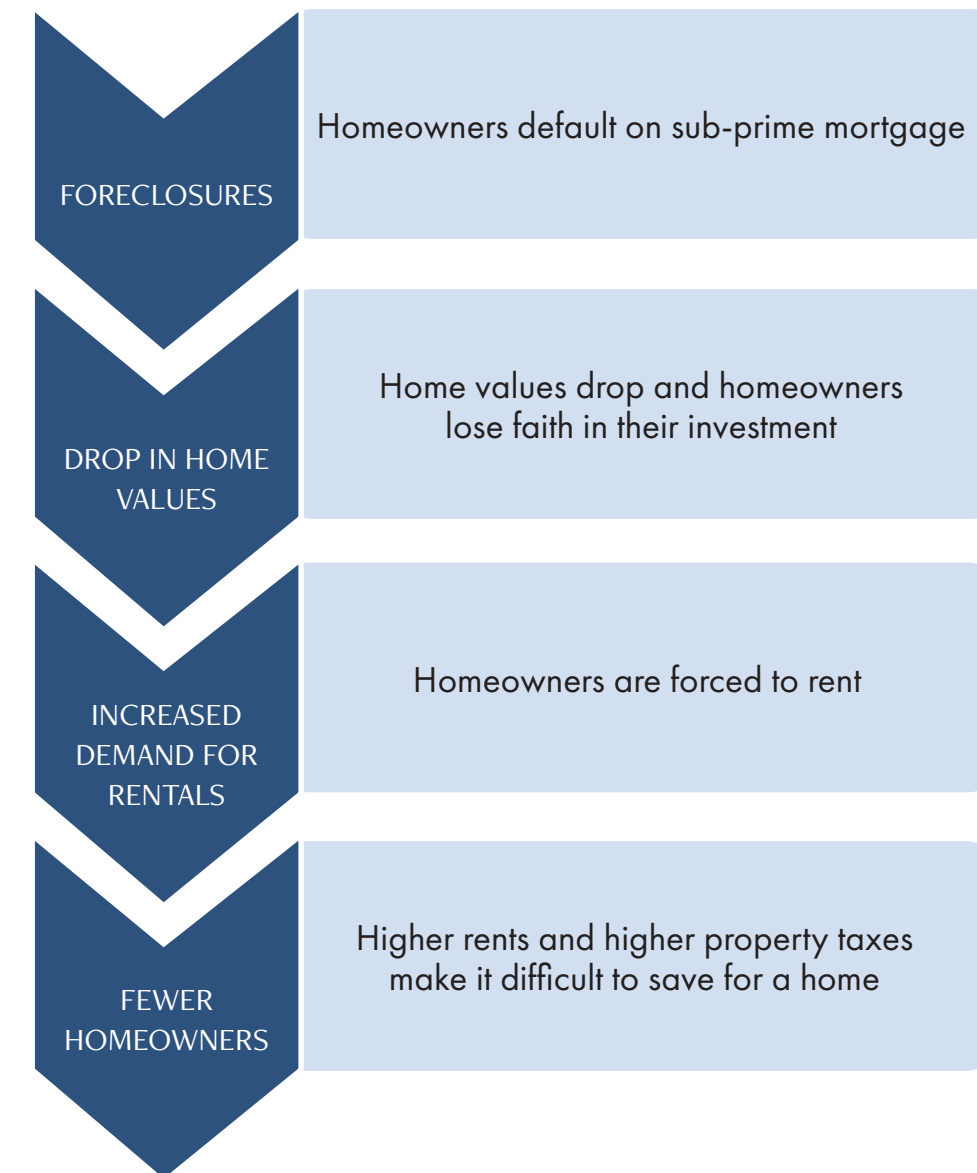 Homeowners default on sub-prime mortgage
FORECLOSURES
Home values drop and homeowners
lose faith in their investment
DROP IN HOME
VALUES
Homeowners are forced to rent
INCREASED
DEMAND FOR
RENTALS
Higher rents and higher property taxes
make it difficult to save for a home
FEWER
HOMEOWNERS